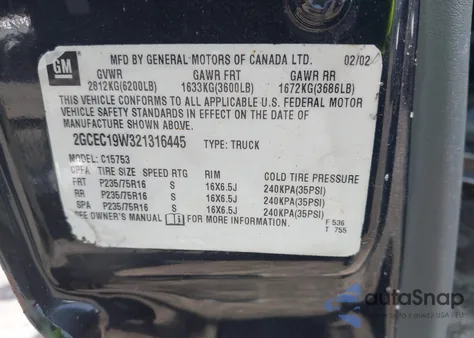 GM
MFD BY GENERAL MOTORS OF CANADA LTD. 02/02
GVWR GAWR FRT GAWR RR
2812KG(6200LB) 1633KG(3600LB) 1672KG(3686LB)
THIS VEHICLE CONFORMS TO ALL APPLICABLE U.S. FEDERAL MOTOR
VEHICLE SAFETY STANDARDS IN EFFECT ON THE DATE OF
MANUFACTURE SHOWN ABOVE.
2GCEC19W321316445 TYPE: TRUCK
MODEL: C15753
TIRE SIZE SPEED RTG RIM COLD TIRE PRESSURE
FRT P235/75R16 S 16X6.5J 240KPA(35PSI)
RR P235/75R16 S 16X6.5J 240KPA(35PSI)
SPA P235/75R16 S 16X6.5J 240KPA(35PSI)
SEE OWNER'S MANUAL FOR MORE INFORMATION.
F 536
T 755
autoSnap